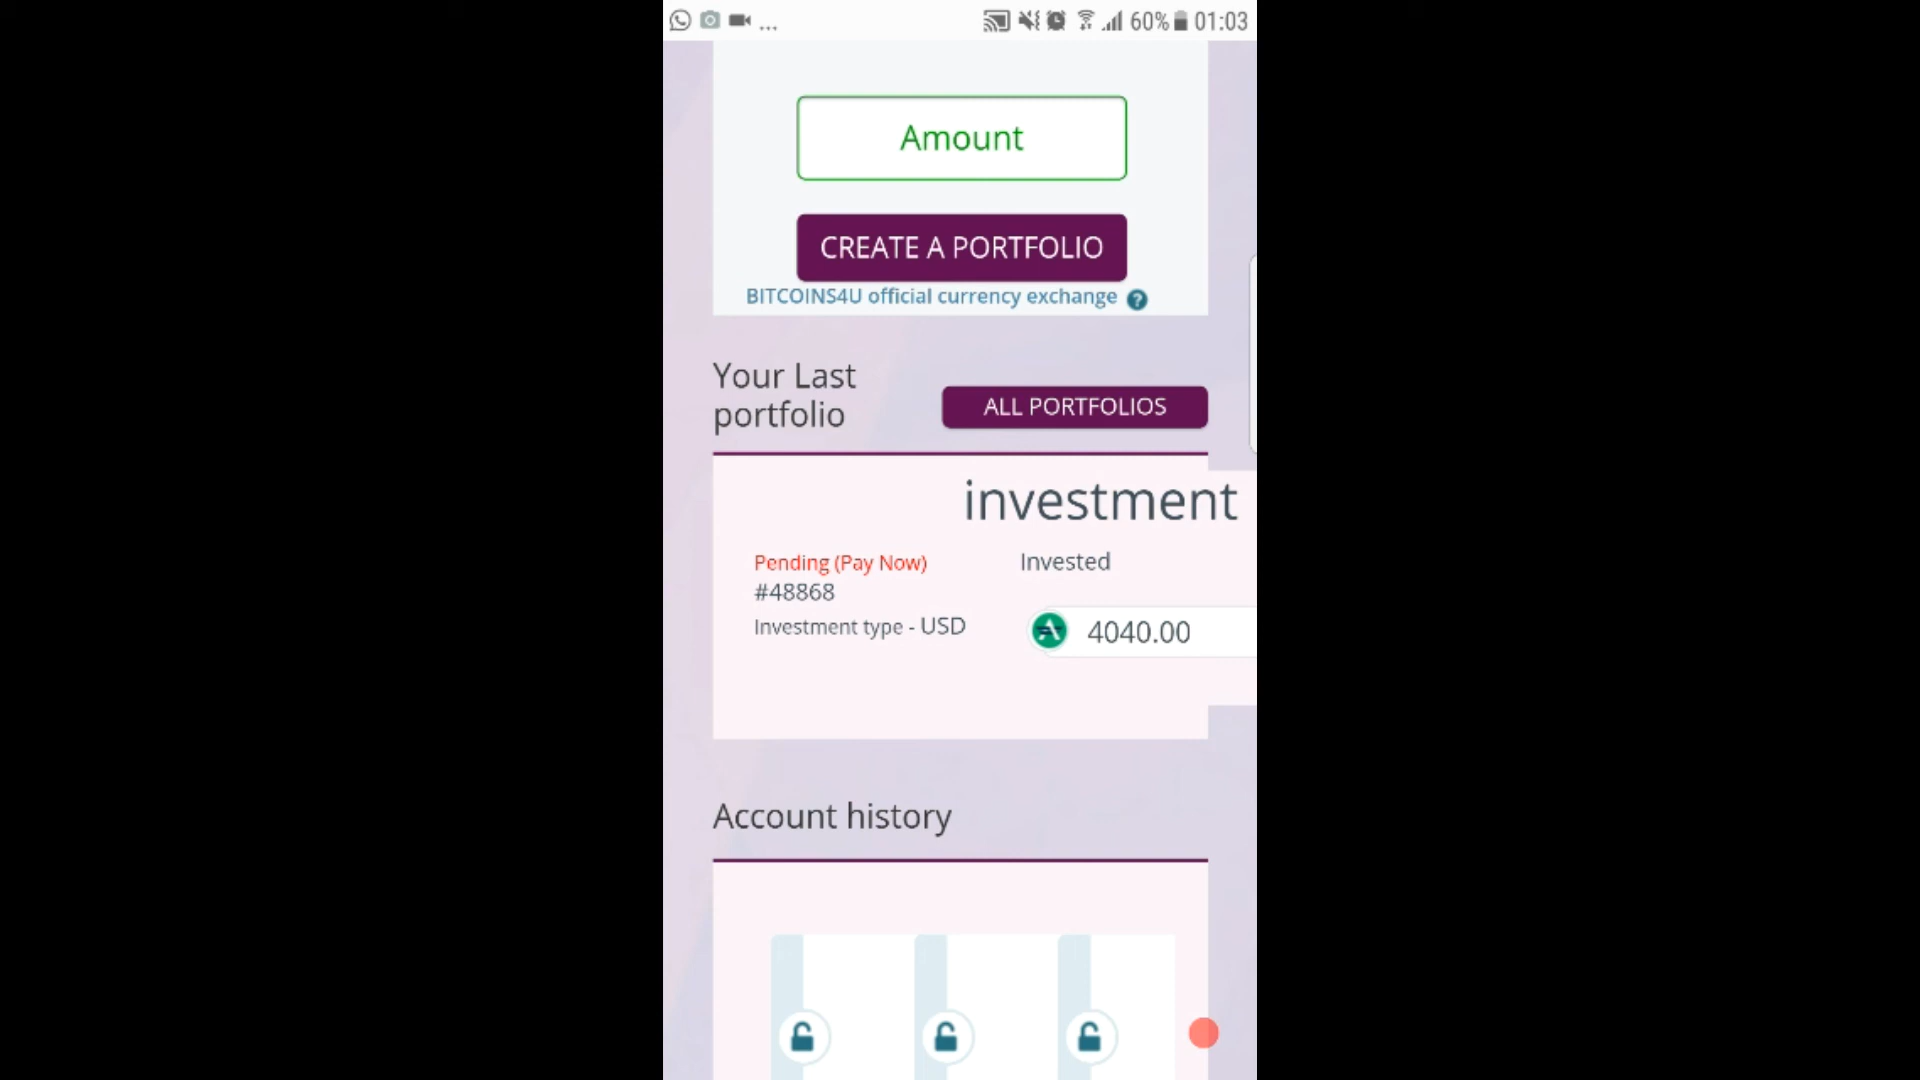 ... 60% 01:03
Amount
CREATE A PORTFOLIO
BITCOINS4U official currency exchange ?
Your Last
portfolio
ALL PORTFOLIOS
investment
Pending (Pay Now)
Invested
#48868
Investment type - USD
4040.00
Account history